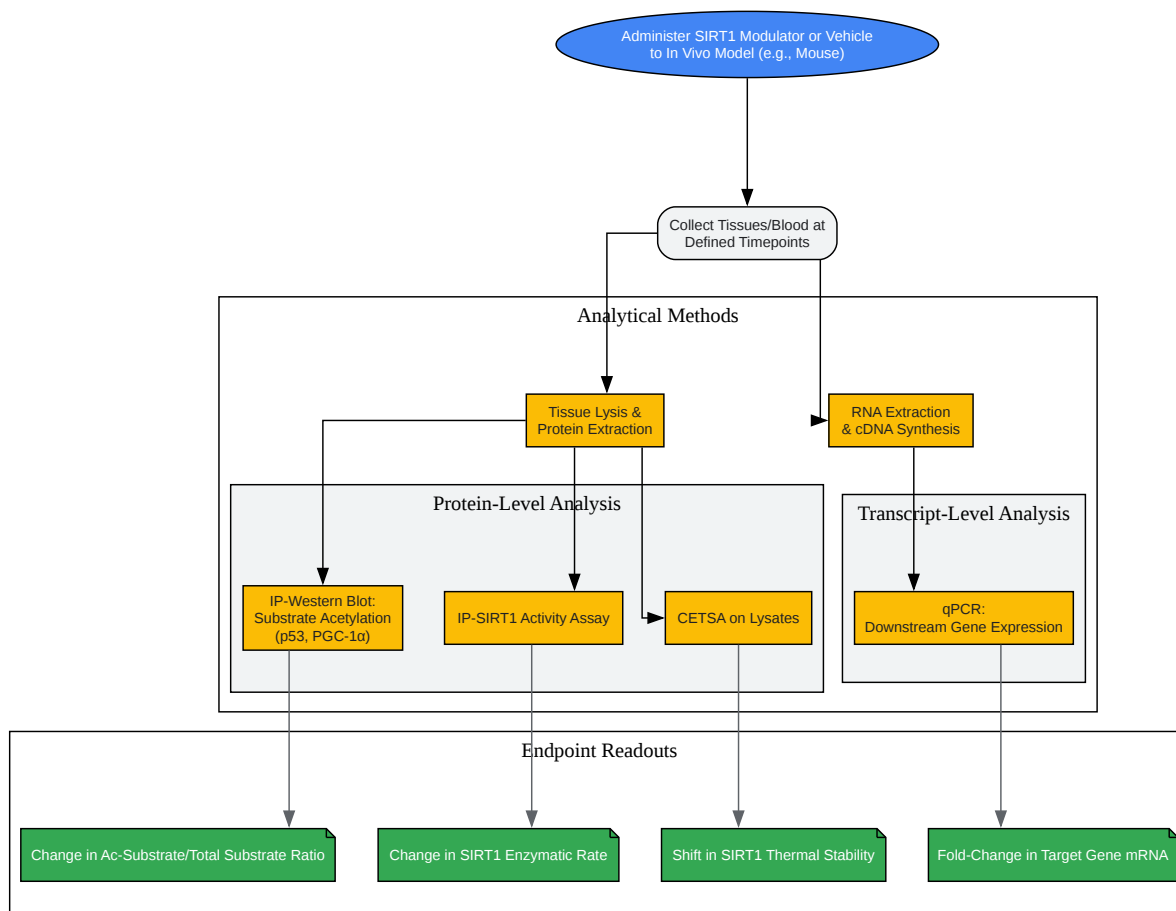 Administer SIRT1 Modulator or Vehicle
to In Vivo Model (e.g., Mouse)
Collect Tissues/Blood at
Defined Timepoints
Analytical Methods
Tissue Lysis &
Protein Extraction
RNA Extraction
& cDNA Synthesis
Protein-Level Analysis
Transcript-Level Analysis
IP-Western Blot:
Substrate Acetylation
(p53, PGC-1α)
IP-SIRT1 Activity Assay
CETSA on Lysates
qPCR:
Downstream Gene Expression
Endpoint Readouts
Change in Ac-Substrate/Total Substrate Ratio
Change in SIRT1 Enzymatic Rate
Shift in SIRT1 Thermal Stability
Fold-Change in Target Gene mRNA